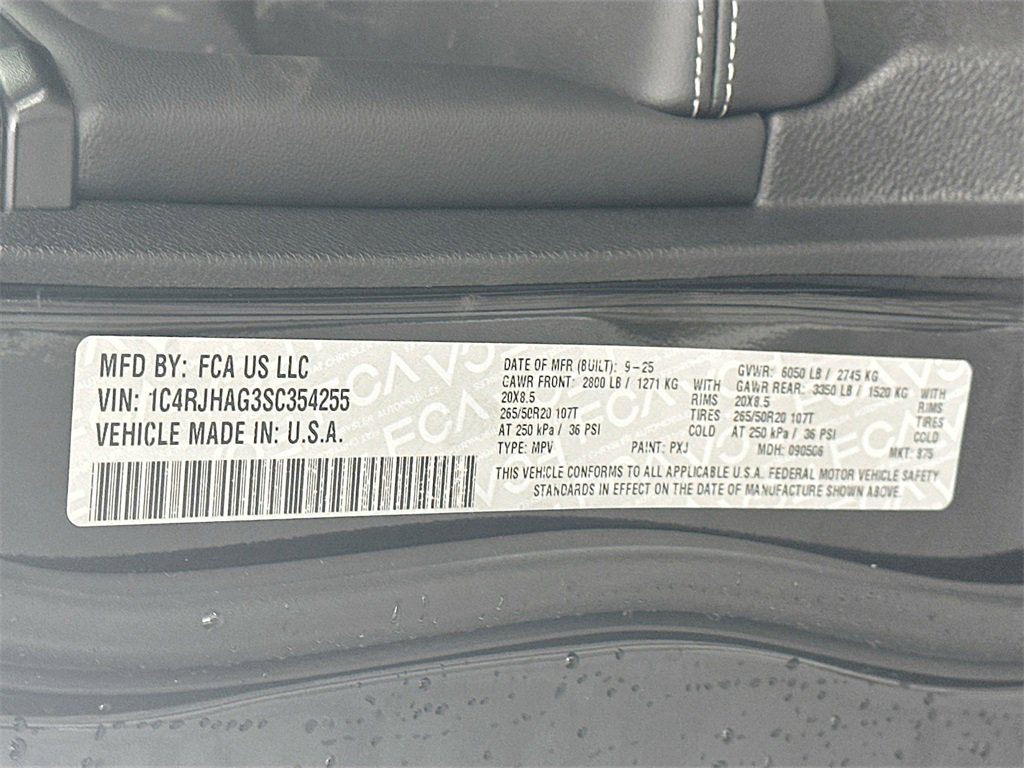 MFD BY: FCA US LLC
VIN: 1C4RJHAG3SC354255
VEHICLE MADE IN: U.S.A.
DATE OF MFR (BUILT): 9-25 GVWR: 6050 LB / 2745 KG
GAWR FRONT: 2800 LB / 1271 KG WITH GAWR REAR: 3350 LB / 1520 KG WITH
20X8.5 RIMS 20X8.5 RIMS
265/50R20 107T TIRES 265/50R20 107T TIRES
AT 250 kPa / 36 PSI COLD AT 250 kPa / 36 PSI COLD
TYPE: MPV PAINT: PXJ MDH: 090506 MKT: 875
THIS VEHICLE CONFORMS TO ALL APPLICABLE U.S.A. FEDERAL MOTOR VEHICLE SAFETY
STANDARDS IN EFFECT ON THE DATE OF MANUFACTURE SHOWN ABOVE.